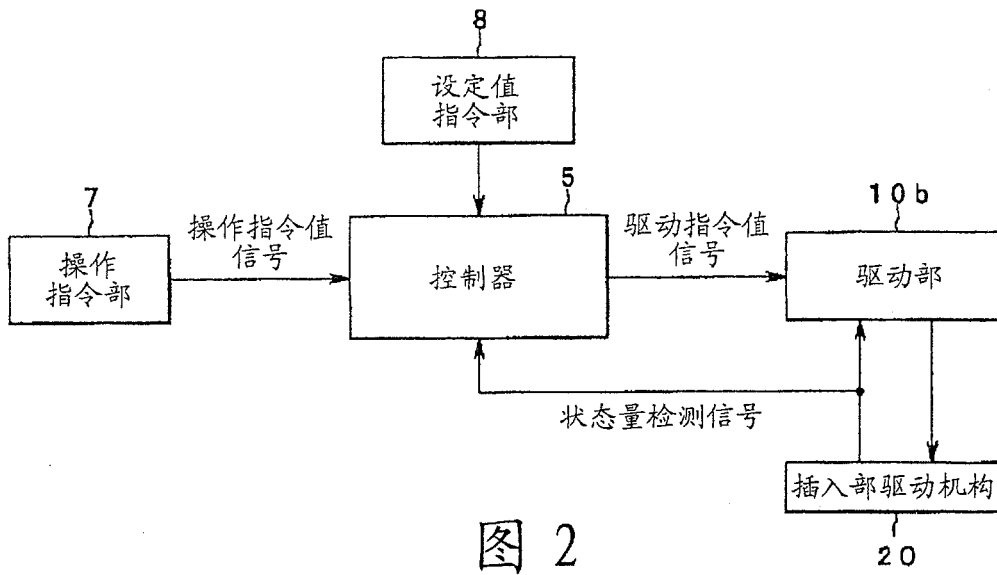 8
设定值
指令部
7
操作
指令部
操作指令值
信号
5
控制器
驱动指令值
信号
10b
驱动部
状态量检测信号
插入部驱动机构
20
图 2